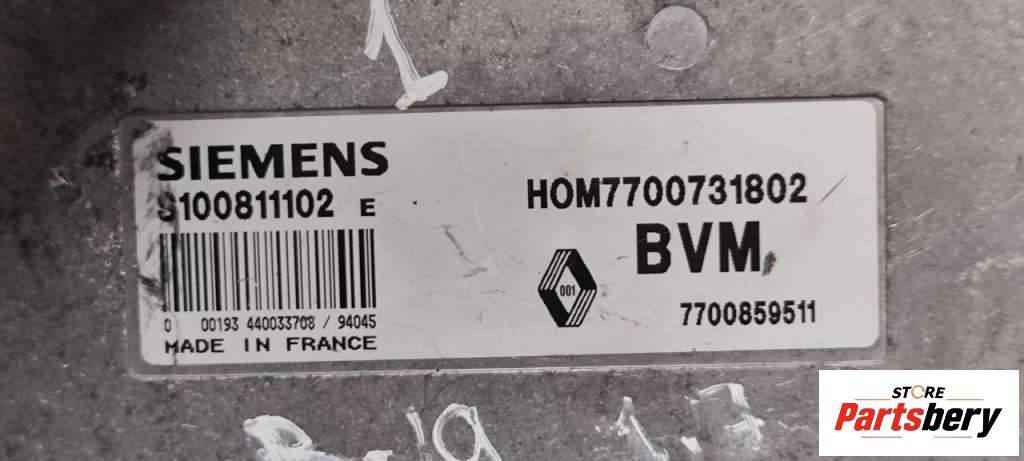 SIEMENS
S100811102 E
0 00193 440033708 / 94045
MADE IN FRANCE
HOM7700731802
BVM
001
7700859511
STORE
Partsbery